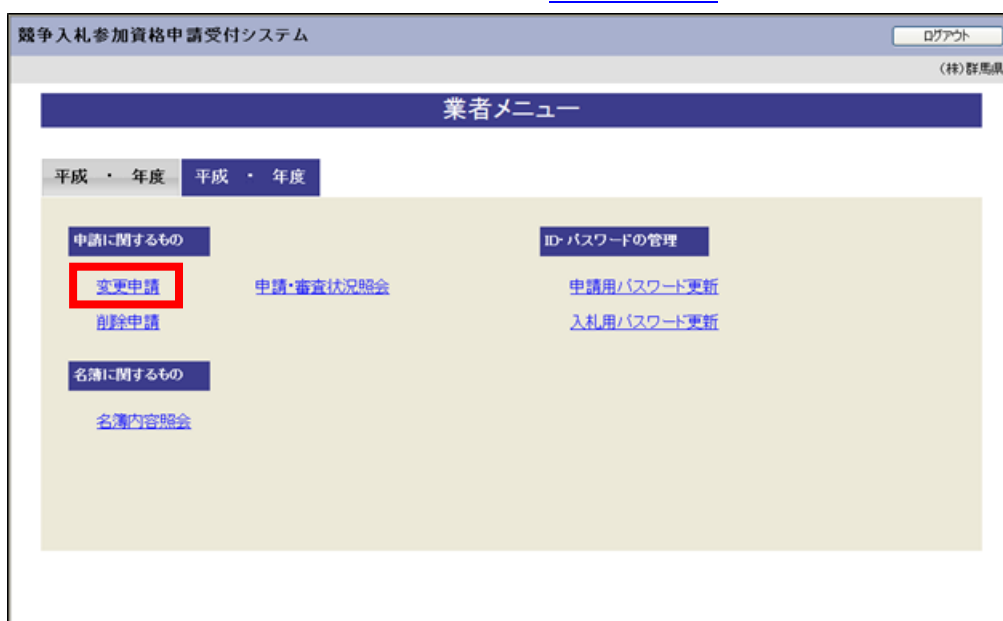 競争入札参加資格申請受付システム ログアウト
(株)群馬県
業者メニュー
平成 ・ 年度 平成 ・ 年度
申請に関するもの ID・パスワードの管理
変更申請 申請・審査状況照会 申請用パスワード更新
削除申請 入札用パスワード更新
名簿に関するもの
名簿内容照会